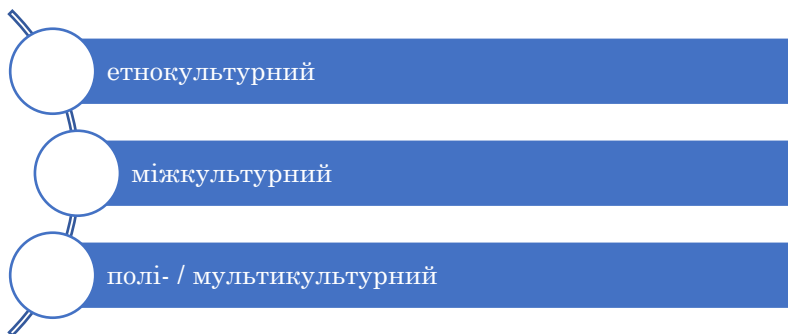 етнокультурний
міжкультурний
полі- / мультикультурний